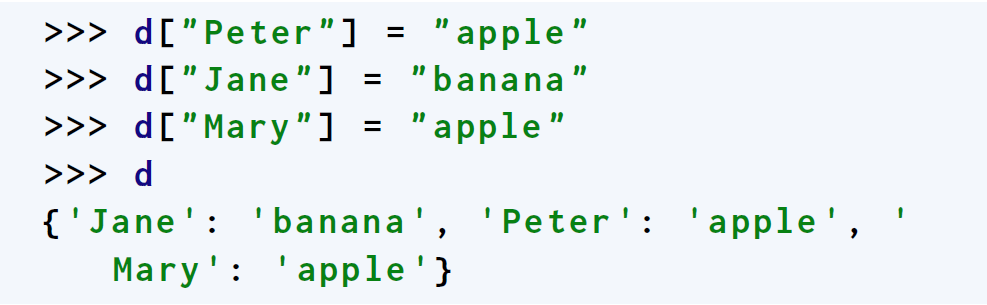 >>> d["Peter"] = "apple"
>>> d["Jane"] = "banana"
>>> d["Mary"] = "apple"
>>> d
{'Jane': 'banana', 'Peter': 'apple', '
Mary': 'apple'}